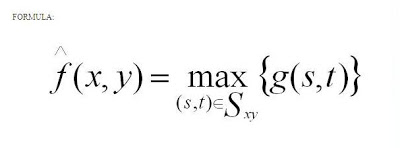 FORMULA:
f̂(x, y) = max {g(s,t)}
(s,t)∈S_xy